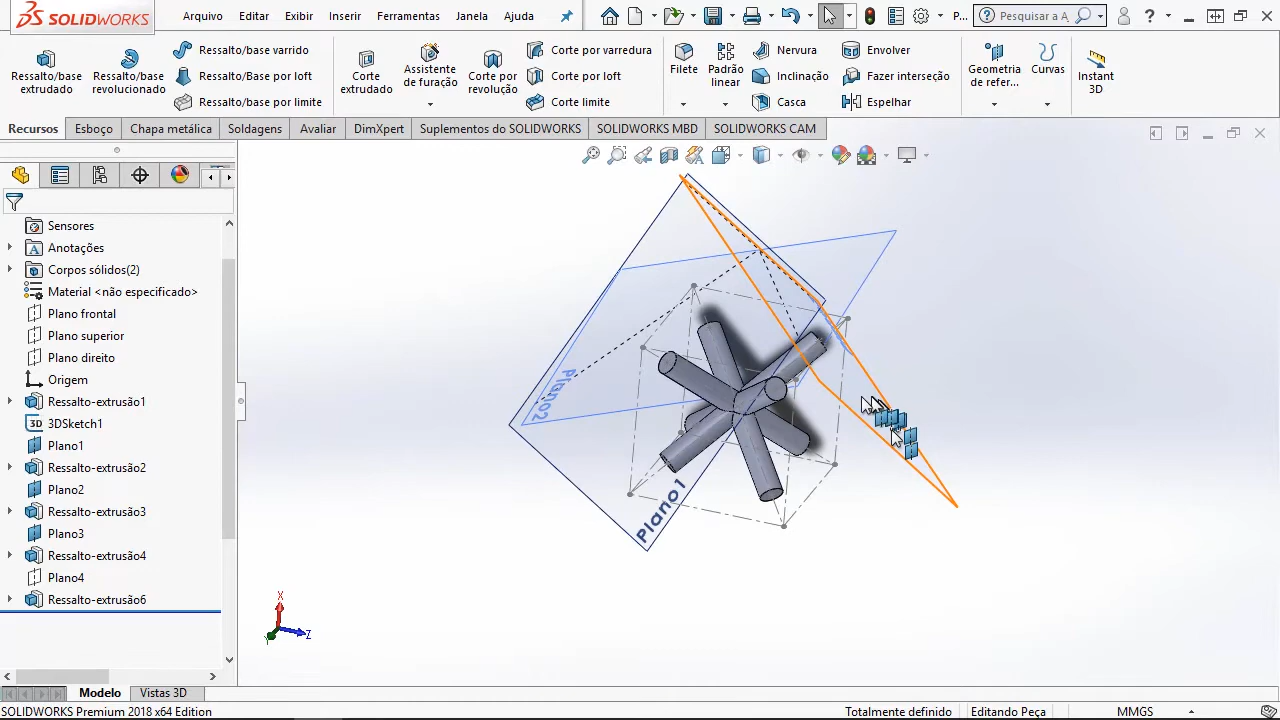 SOLIDWORKS
Arquivo
Editar
Exibir
Inserir
Ferramentas
Janela
Ajuda
P...
Pesquisar a A
?
Ressalto/base extrudado
Ressalto/base revolucionado
Ressalto/base varrido
Ressalto/base por loft
Ressalto/base por limite
Corte extrudado
Assistente de furação
Corte por revolução
Corte por varredura
Corte por loft
Corte limite
Filete
Padrão linear
Nervura
Inclinação
Casca
Envolver
Fazer interseção
Espelhar
Geometria de refer...
Curvas
Instant 3D
Recursos
Esboço
Chapa metálica
Soldagens
Avaliar
DimXpert
Suplementos do SOLIDWORKS
SOLIDWORKS MBD
SOLIDWORKS CAM
Sensores
Anotações
Corpos sólidos(2)
Material <não especificado>
Plano frontal
Plano superior
Plano direito
Origem
Ressalto-extrusão1
3D 3DSketch1
Plano1
Ressalto-extrusão2
Plano2
Ressalto-extrusão3
Plano3
Ressalto-extrusão4
Plano4
Ressalto-extrusão6
Plano2
Plano1
X
Z
Y
Modelo
Vistas 3D
SOLIDWORKS Premium 2018 x64 Edition
Totalmente definido
Editando Peça
MMGS